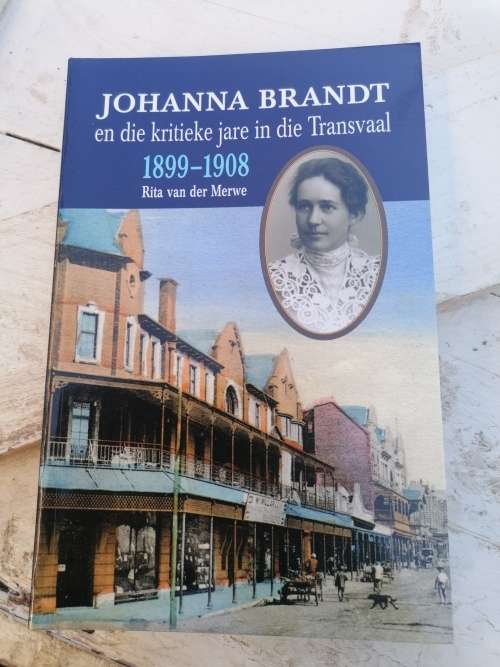 JOHANNA BRANDT
en die kritieke jare in die Transvaal
1899–1908
Rita van der Merwe